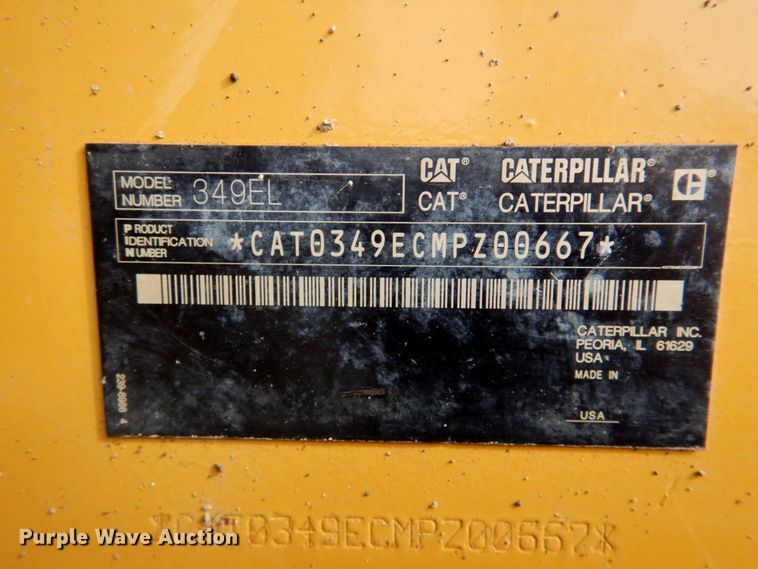 CAT® CATERPILLAR®
MODEL NUMBER 349EL
CAT® CATERPILLAR®
PRODUCT IDENTIFICATION NUMBER *CAT0349ECMPZ00667*
CATERPILLAR INC.
PEORIA, IL 61629
USA
MADE IN
USA
*CAT0349ECMPZ00667*
Purple Wave Auction